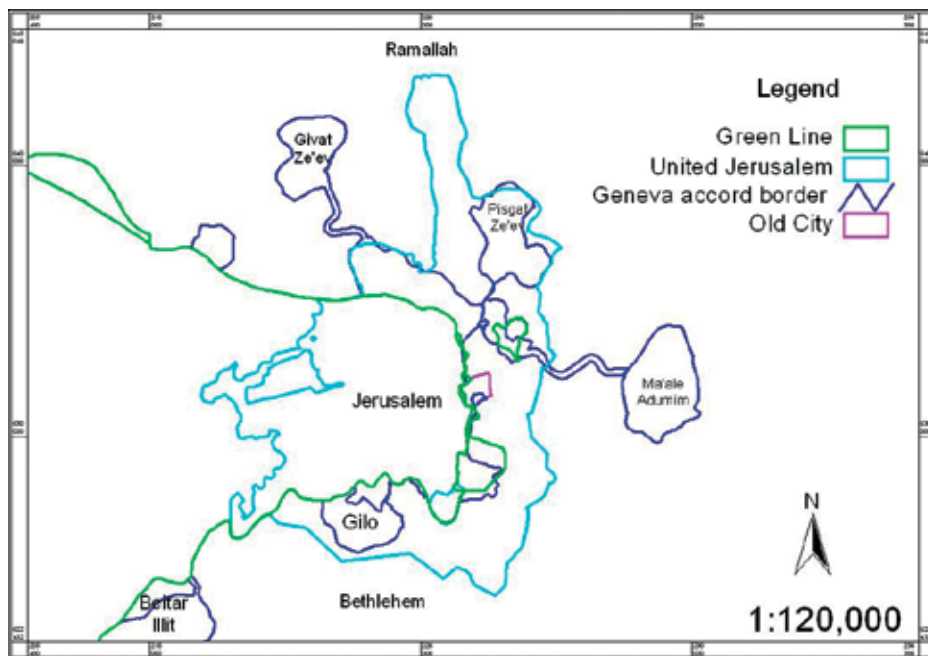 Ramallah
Legend
Green Line
United Jerusalem
Geneva accord border
Old City
Givat
Ze'ev
Pisgat
Ze'ev
Ma'ale
Adumim
Jerusalem
Gilo
N
Beitar
Illit
Bethlehem
1:120,000